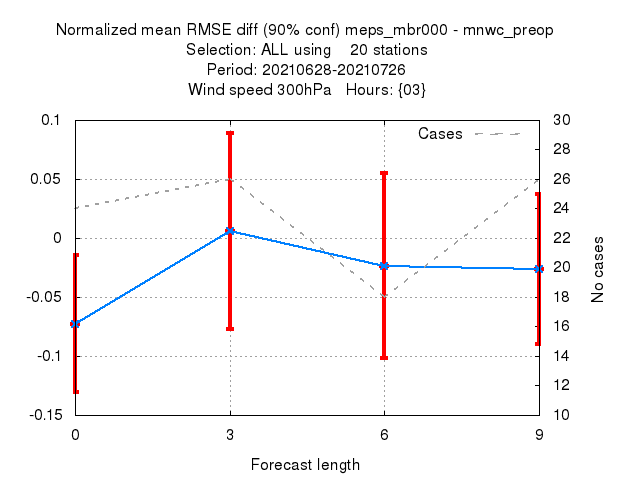 Normalized mean RMSE diff (90% conf) meps_mbr000 - mnwc_preop
Selection: ALL using 20 stations
Period: 20210628-20210726
Wind speed 300hPa Hours: {03}
0.1
0.05
0
-0.05
-0.1
-0.15
Cases
30
28
26
24
22
20
18
16
14
12
10
No cases
0 3 6 9
Forecast length